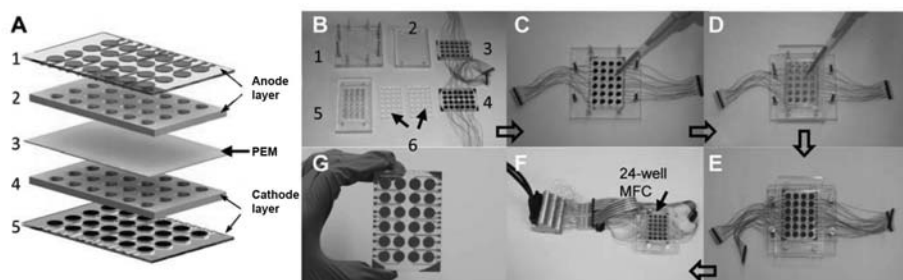 A
1
2
3
4
5
Anode
layer
PEM
Cathode
layer
B
1
2
3
4
5
6
C
D
E
F
24-well
MFC
G